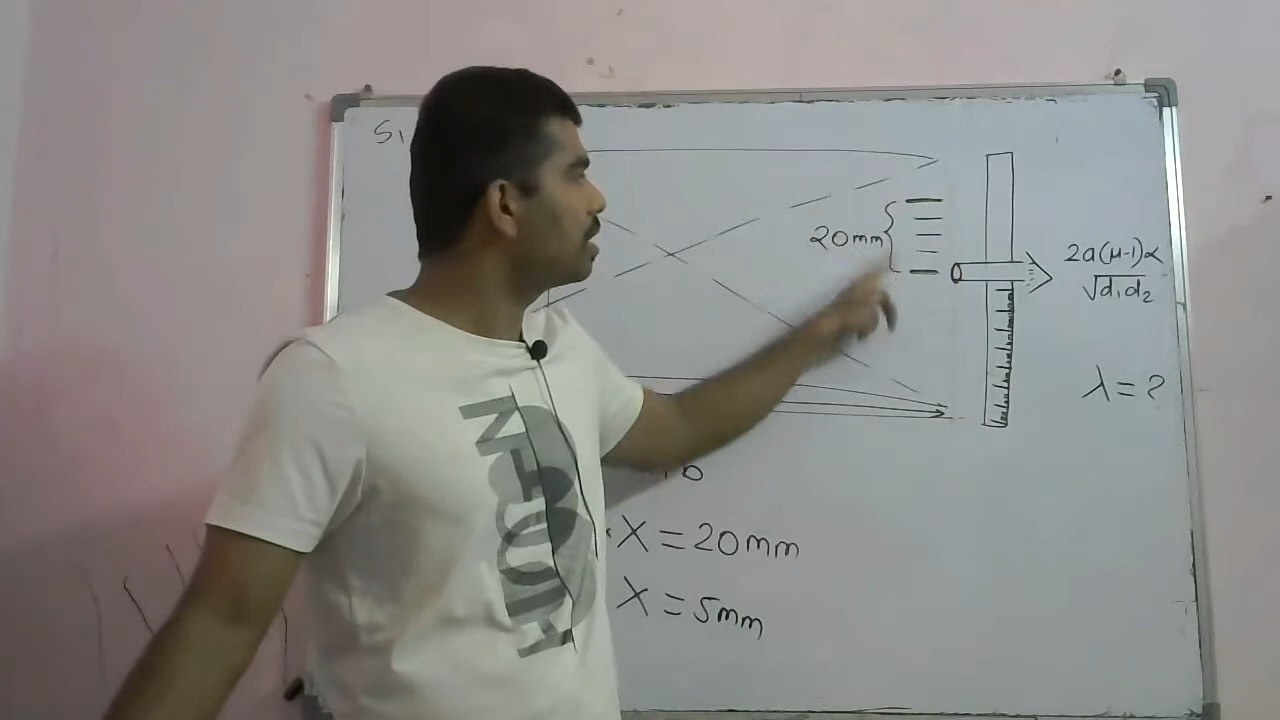 S₁
20mm
2a(μ-1)α
√d₁d₂
λ = ?
X = 20mm
X = 5mm